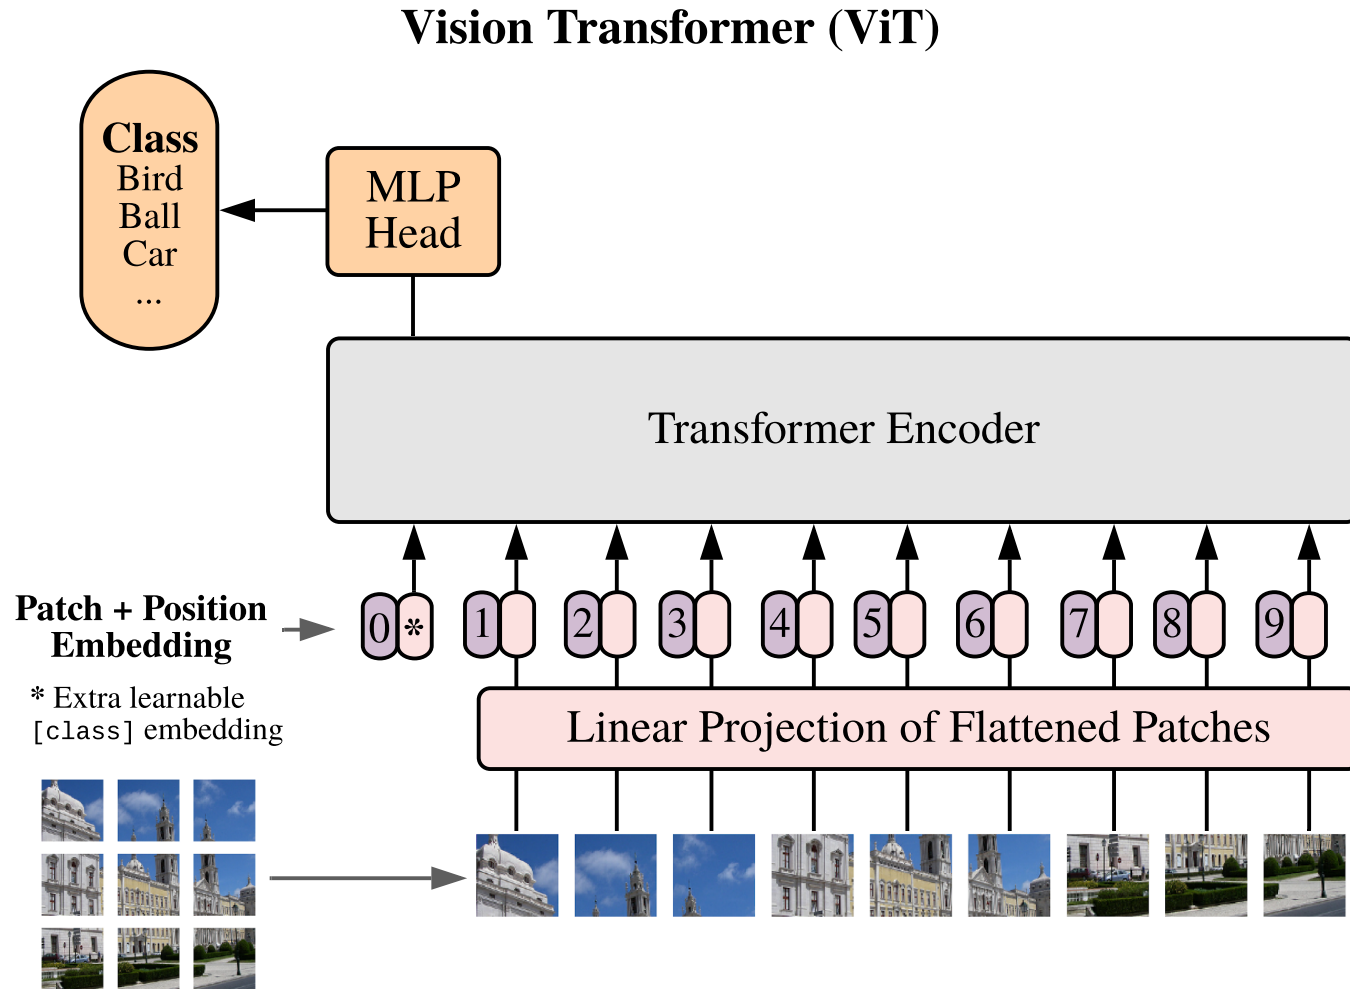 Vision Transformer (ViT)
Class
Bird
Ball
Car
...
MLP
Head
Transformer Encoder
Patch + Position
Embedding
0 * 1 2 3 4 5 6 7 8 9
* Extra learnable
[class] embedding
Linear Projection of Flattened Patches